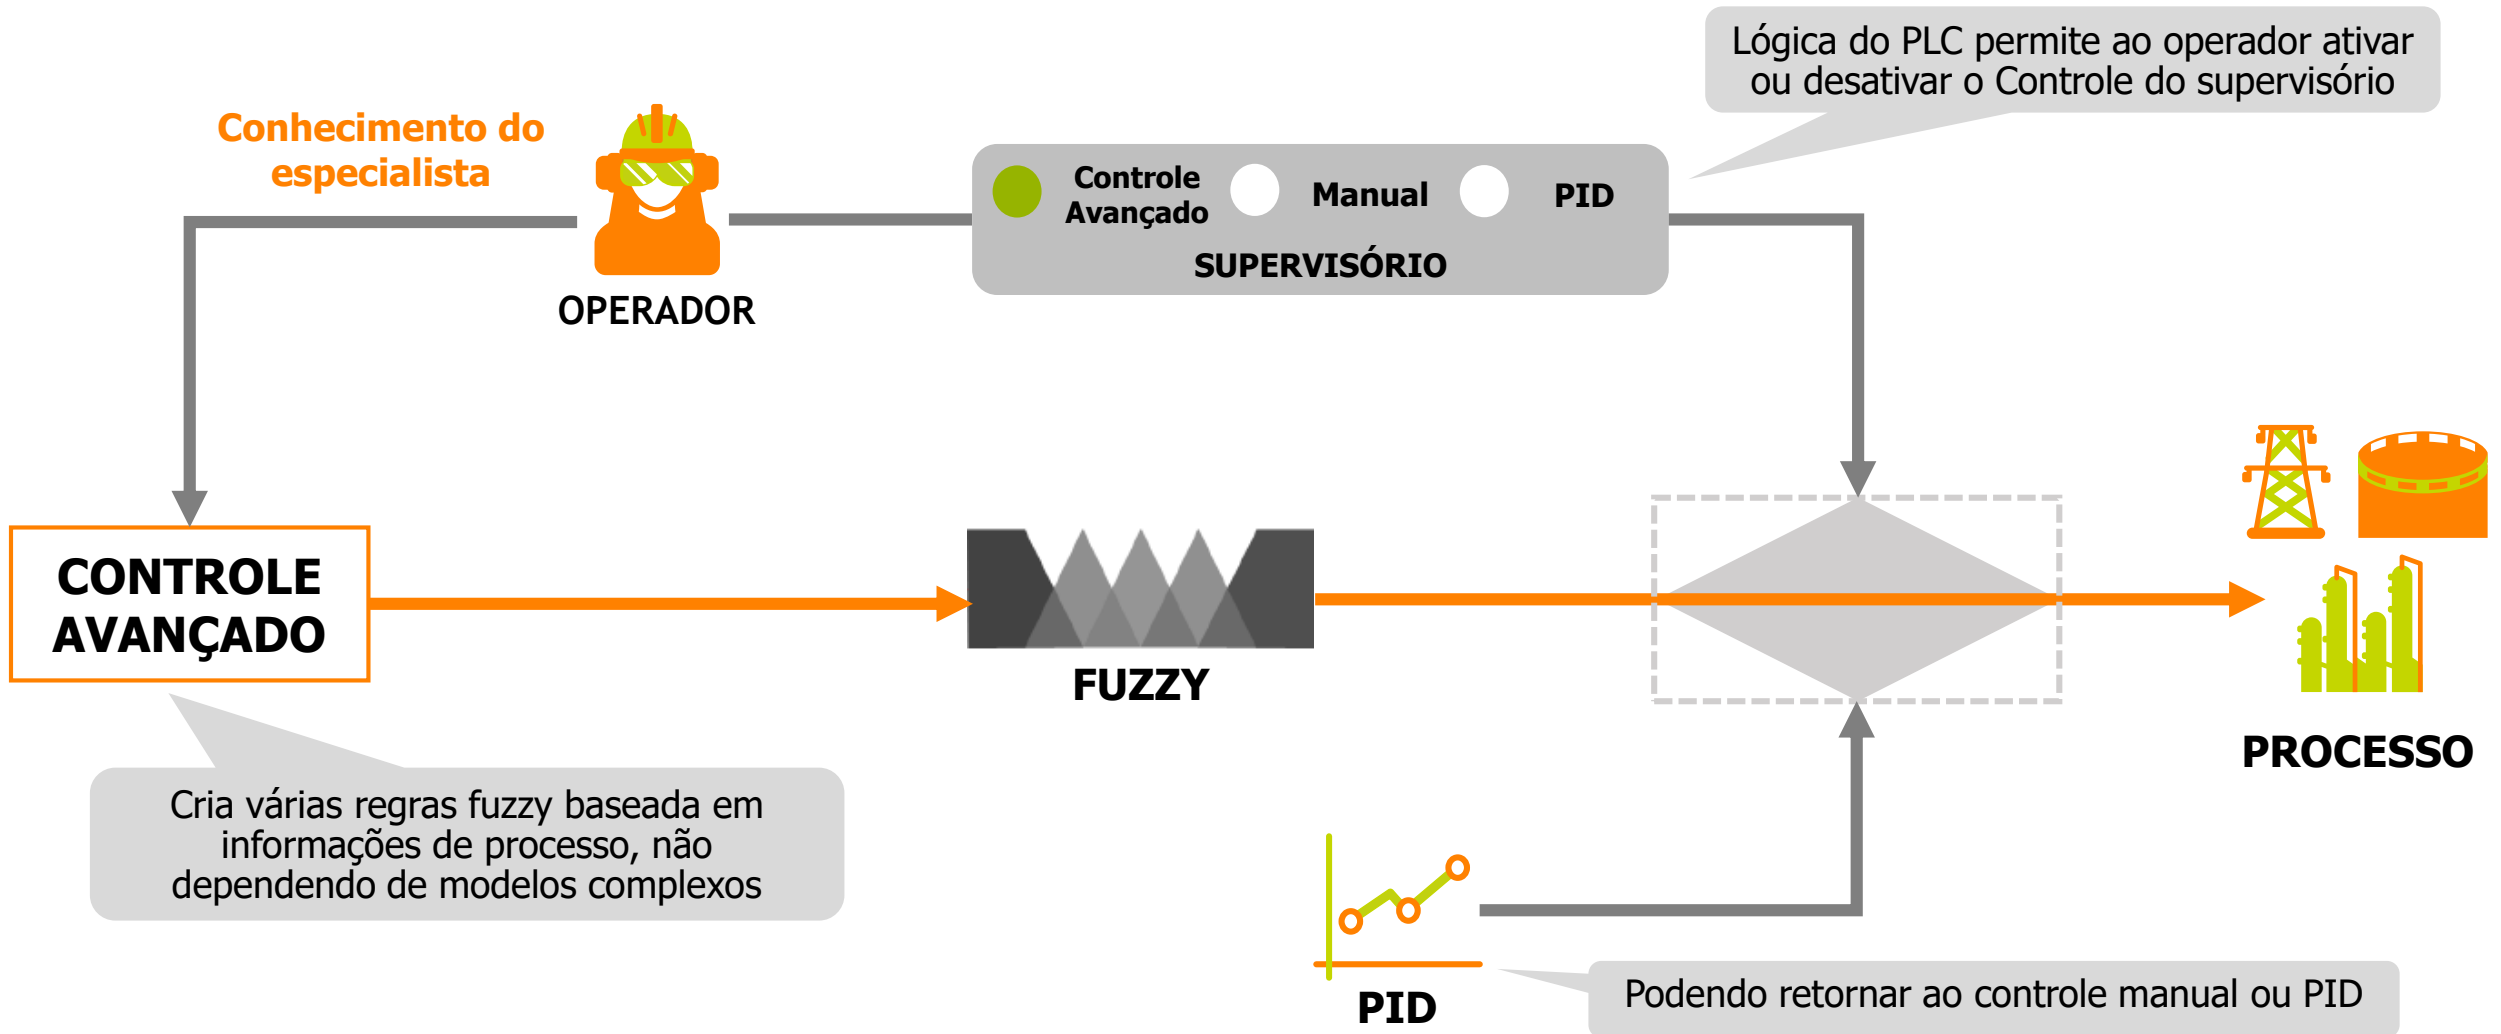 Lógica do PLC permite ao operador ativar
ou desativar o Controle do supervisório
Conhecimento do
especialista
Controle
Avançado
Manual
PID
SUPERVISÓRIO
OPERADOR
CONTROLE
AVANÇADO
FUZZY
PROCESSO
Cria várias regras fuzzy baseada em
informações de processo, não
dependendo de modelos complexos
PID
Podendo retornar ao controle manual ou PID